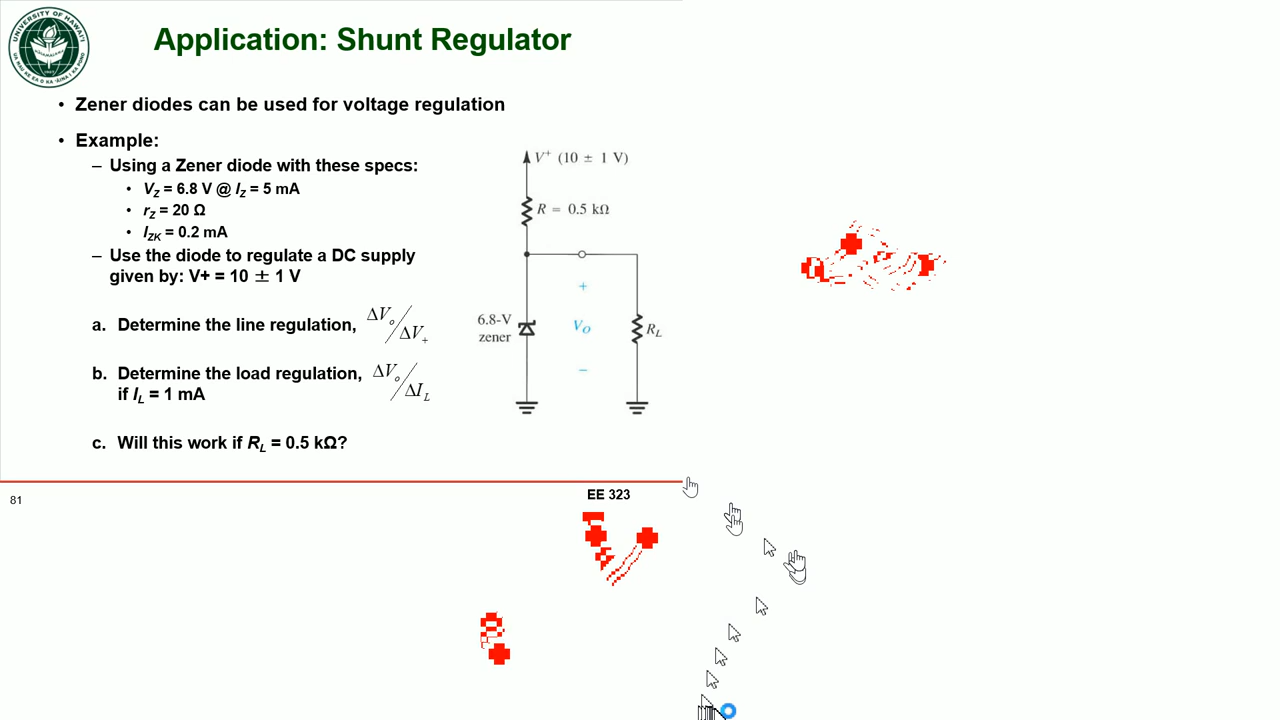 UNIVERSITY OF HAWAI'I
Application: Shunt Regulator
• Zener diodes can be used for voltage regulation
• Example:
– Using a Zener diode with these specs:
• VZ = 6.8 V @ IZ = 5 mA
• rZ = 20 Ω
• IZK = 0.2 mA
– Use the diode to regulate a DC supply
given by: V+ = 10 ± 1 V
a. Determine the line regulation, ΔVo/ΔV+
b. Determine the load regulation, ΔVo/ΔIL
if IL = 1 mA
c. Will this work if RL = 0.5 kΩ?
V+ (10 ± 1 V)
R = 0.5 kΩ
+
6.8-V
zener
VO
RL
−
81
EE 323